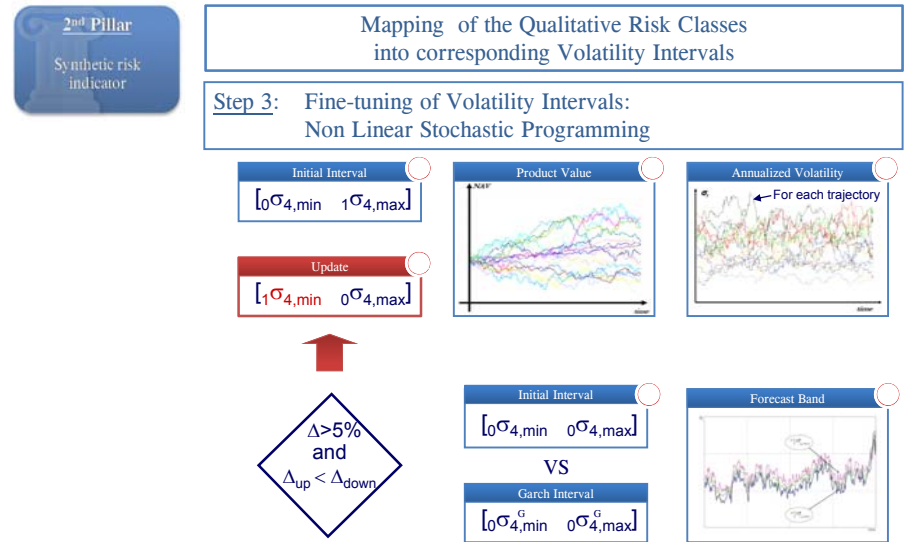 2nd Pillar
Synthetic risk
indicator
Mapping of the Qualitative Risk Classes
into corresponding Volatility Intervals
Step 3: Fine-tuning of Volatility Intervals:
Non Linear Stochastic Programming
Initial Interval
[0σ4,min 1σ4,max]
Product Value
NAV
time
Annualized Volatility
σt
For each trajectory
time
Update
[1σ4,min 0σ4,max]
Δ>5%
and
Δup < Δdown
Initial Interval
[0σ4,min 0σ4,max]
VS
Garch Interval
[0σG4,min 0σG4,max]
Forecast Band